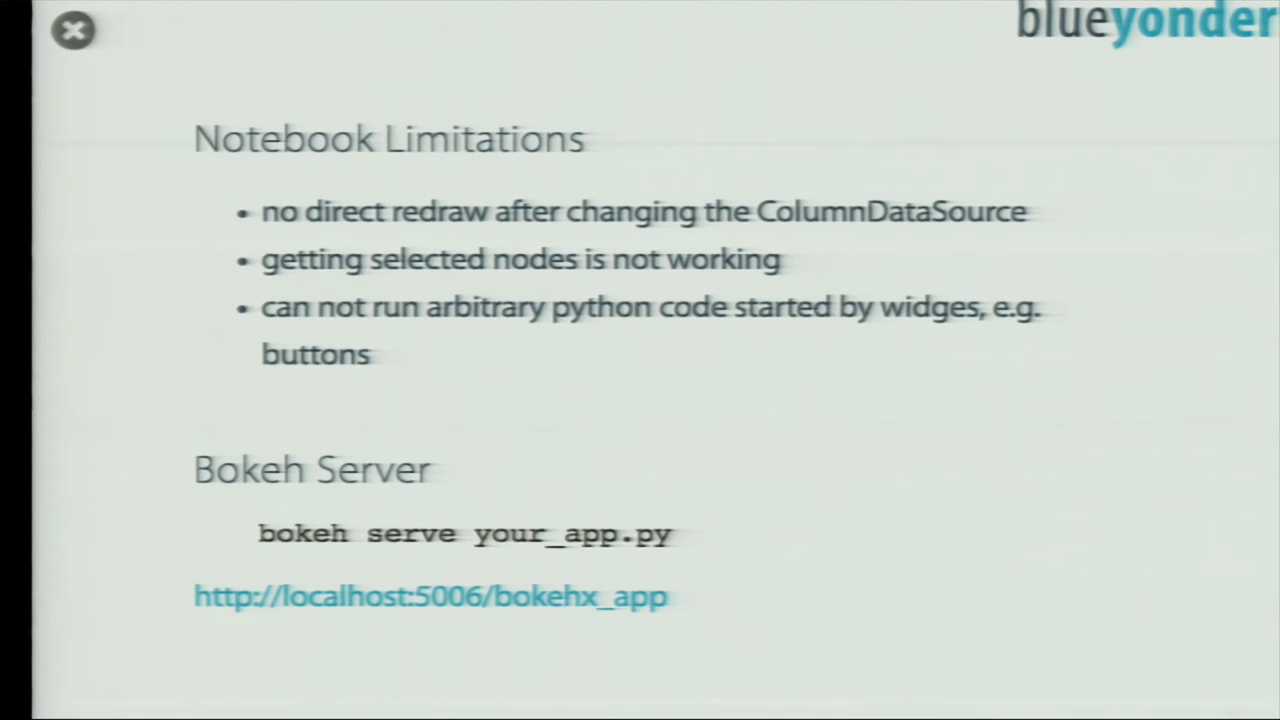 blueyonder
Notebook Limitations
• no direct redraw after changing the ColumnDataSource
• getting selected nodes is not working
• can not run arbitrary python code started by widges, e.g.
buttons
Bokeh Server
bokeh serve your_app.py
http://localhost:5006/bokehx_app